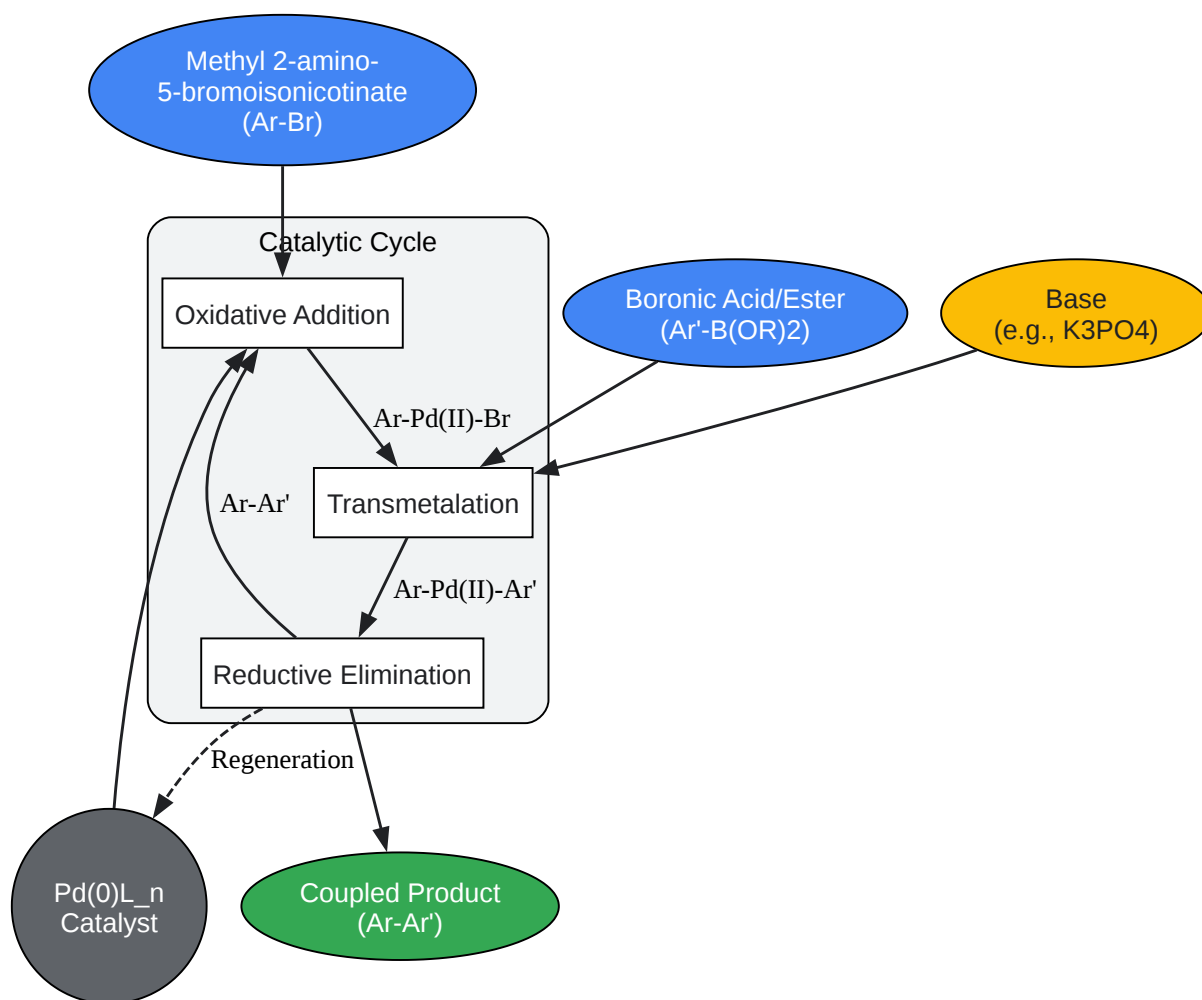 Methyl 2-amino-
5-bromoisonicotinate
(Ar-Br)
Catalytic Cycle
Oxidative Addition
Boronic Acid/Ester
(Ar'-B(OR)2)
Base
(e.g., K3PO4)
Ar-Pd(II)-Br
Ar-Ar'
Transmetalation
Ar-Pd(II)-Ar'
Reductive Elimination
Regeneration
Pd(0)L_n
Catalyst
Coupled Product
(Ar-Ar')